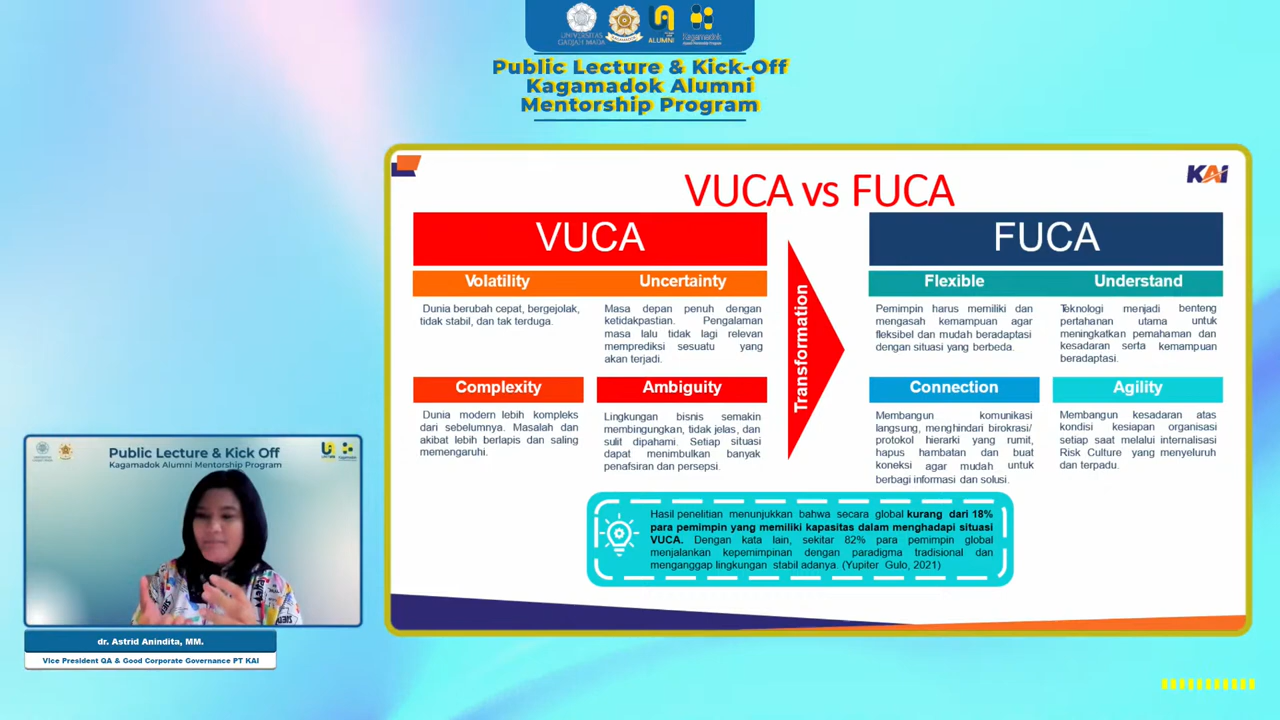 UNIVERSITAS
GADJAH MADA
ALUMNI
Kagamadok
Public Lecture & Kick-Off
Kagamadok Alumni
Mentorship Program
KAI
VUCA vs FUCA
VUCA
Volatility
Dunia berubah cepat, bergejolak,
tidak stabil, dan tak terduga.
Uncertainty
Masa depan penuh dengan
ketidakpastian. Pengalaman
masa lalu tidak lagi relevan
memprediksi sesuatu yang
akan terjadi.
Complexity
Dunia modern lebih kompleks
dari sebelumnya. Masalah dan
akibat lebih berlapis dan saling
memengaruhi.
Ambiguity
Lingkungan bisnis semakin
membingungkan, tidak jelas, dan
sulit dipahami. Setiap situasi
dapat menimbulkan banyak
penafsiran dan persepsi.
Transformation
FUCA
Flexible
Pemimpin harus memiliki dan
mengasah kemampuan agar
fleksibel dan mudah beradaptasi
dengan situasi yang berbeda.
Understand
Teknologi menjadi benteng
pertahanan utama untuk
meningkatkan pemahaman dan
kesadaran serta kemampuan
beradaptasi.
Connection
Membangun komunikasi
langsung, menghindari birokrasi/
protokol hierarki yang rumit,
hapus hambatan dan buat
koneksi agar mudah untuk
berbagi informasi dan solusi.
Agility
Membangun kesadaran atas
kondisi kesiapan organisasi
setiap saat melalui internalisasi
Risk Culture yang menyeluruh
dan terpadu.
Hasil penelitian menunjukkan bahwa secara global kurang dari 18%
para pemimpin yang memiliki kapasitas dalam menghadapi situasi
VUCA. Dengan kata lain, sekitar 82% para pemimpin global
menjalankan kepemimpinan dengan paradigma tradisional dan
menganggap lingkungan stabil adanya. (Yupiter Gulo, 2021)
Public Lecture & Kick Off
Kagamadok Alumni Mentorship Program
dr. Astrid Anindita, MM.
Vice President QA & Good Corporate Governance PT KAI